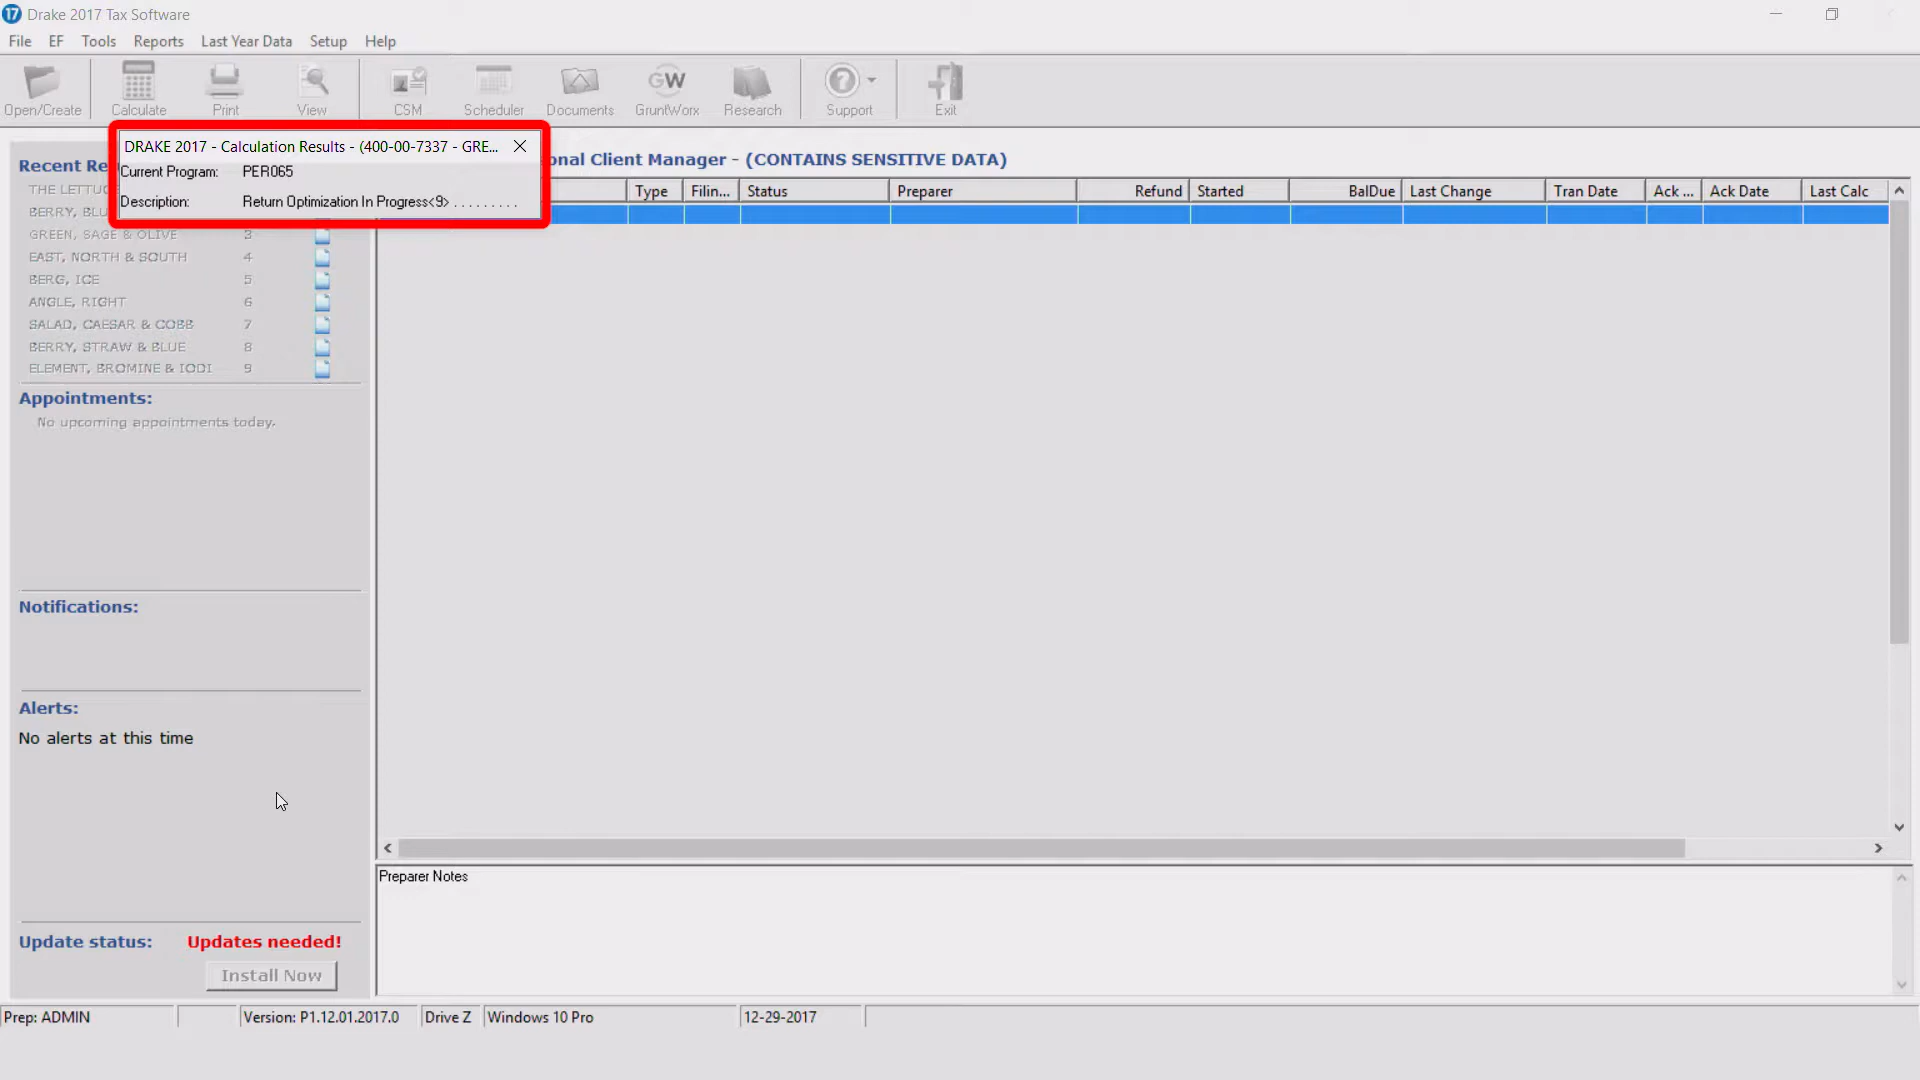 17 Drake 2017 Tax Software
File EF Tools Reports Last Year Data Setup Help
Open/Create Calculate Print View CSM Scheduler Documents GruntWorx Research Support Exit
GW
DRAKE 2017 - Calculation Results - (400-00-7337 - GRE...
Current Program: PER065
Description: Return Optimization In Progress<9> . . . . . . . . .
Recent Re
THE LETTUC
BERRY, BLU
GREEN, SAGE & OLIVE 3
EAST, NORTH & SOUTH 4
BERG, ICE 5
ANGLE, RIGHT 6
SALAD, CAESAR & COBB 7
BERRY, STRAW & BLUE 8
ELEMENT, BROMINE & IODI 9
Appointments:
No upcoming appointments today.
Notifications:
Alerts:
No alerts at this time
Update status: Updates needed!
Install Now
onal Client Manager - (CONTAINS SENSITIVE DATA)
Type Filin... Status Preparer Refund Started BalDue Last Change Tran Date Ack ... Ack Date Last Calc
Preparer Notes
Prep: ADMIN Version: P1.12.01.2017.0 Drive Z Windows 10 Pro 12-29-2017